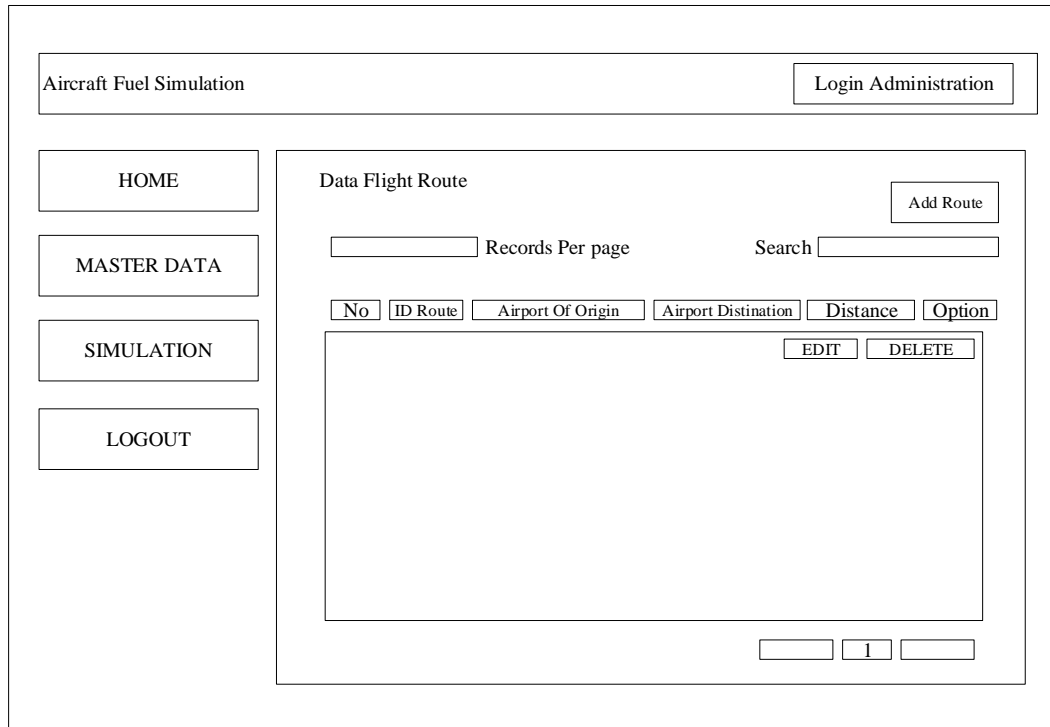 Aircraft Fuel Simulation
Login Administration
HOME
MASTER DATA
SIMULATION
LOGOUT
Data Flight Route
Add Route
Records Per page
Search
No ID Route Airport Of Origin Airport Distination Distance Option
EDIT DELETE
1